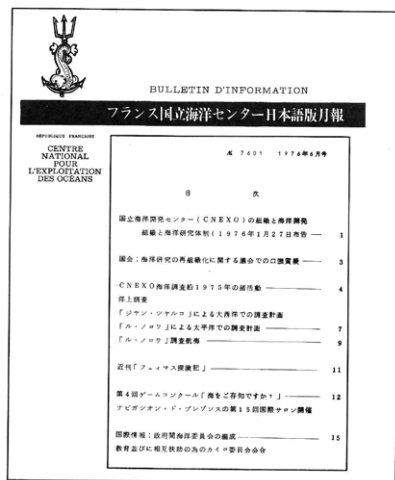 BULLETIN D'INFORMATION
フランス国立海洋センター日本語版月報
RÉPUBLIQUE FRANÇAISE
CENTRE
NATIONAL
POUR
L'EXPLOITATION
DES OCÉANS
№ 7601 1976年6月号
目 次
国立海洋開発センター(CNEXO)の組織と海洋開発
組織と海洋研究体制(1976年1月27日布告 ― 1
国会:海洋研究の再組織化に関する議会での口頭質疑 ― 3
CNEXO海洋調査船1975年の諸活動 ― 4
洋上調査
「ジャン・シャルコ」による大西洋での調査計画
「ル・ノロワ」による太平洋での調査計画 ― 7
「ル・ノロワ」調査航海 ― 9
近刊「フェイマス探険記」 ― 11
第4回ゲームコンクール「海をご存知ですか?」 ― 12
ナビガシオン・ド・プレゾンスの第15回国際サロン開催
国際情報:政府間海洋委員会の編成 ― 15
教育並びに相互扶助の為のカイロ委員会会合